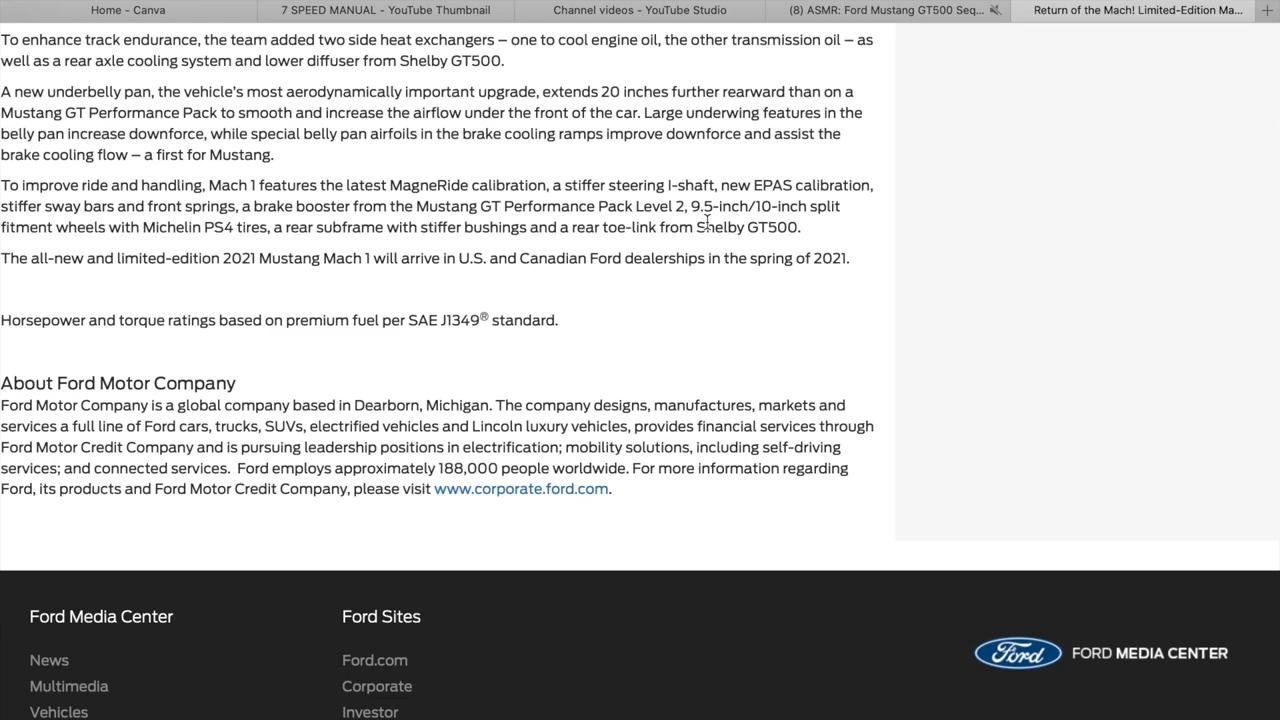 Home - Canva
7 SPEED MANUAL - YouTube Thumbnail
Channel videos - YouTube Studio
(8) ASMR: Ford Mustang GT500 Seq...
Return of the Mach! Limited-Edition Ma...
To enhance track endurance, the team added two side heat exchangers – one to cool engine oil, the other transmission oil – as
well as a rear axle cooling system and lower diffuser from Shelby GT500.
A new underbelly pan, the vehicle's most aerodynamically important upgrade, extends 20 inches further rearward than on a
Mustang GT Performance Pack to smooth and increase the airflow under the front of the car. Large underwing features in the
belly pan increase downforce, while special belly pan airfoils in the brake cooling ramps improve downforce and assist the
brake cooling flow – a first for Mustang.
To improve ride and handling, Mach 1 features the latest MagneRide calibration, a stiffer steering I-shaft, new EPAS calibration,
stiffer sway bars and front springs, a brake booster from the Mustang GT Performance Pack Level 2, 9.5-inch/10-inch split
fitment wheels with Michelin PS4 tires, a rear subframe with stiffer bushings and a rear toe-link from Shelby GT500.
The all-new and limited-edition 2021 Mustang Mach 1 will arrive in U.S. and Canadian Ford dealerships in the spring of 2021.
Horsepower and torque ratings based on premium fuel per SAE J1349® standard.
About Ford Motor Company
Ford Motor Company is a global company based in Dearborn, Michigan. The company designs, manufactures, markets and
services a full line of Ford cars, trucks, SUVs, electrified vehicles and Lincoln luxury vehicles, provides financial services through
Ford Motor Credit Company and is pursuing leadership positions in electrification; mobility solutions, including self-driving
services; and connected services.  Ford employs approximately 188,000 people worldwide. For more information regarding
Ford, its products and Ford Motor Credit Company, please visit www.corporate.ford.com.
Ford Media Center
Ford Sites
News
Ford.com
Ford
FORD MEDIA CENTER
Multimedia
Corporate
Vehicles
Investor